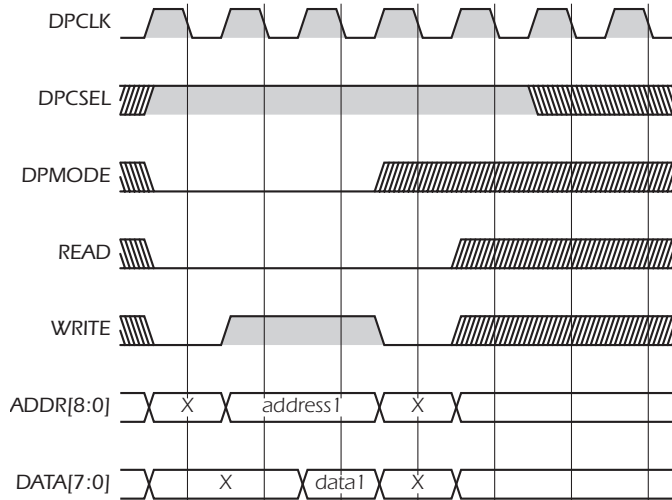 DPCLK
DPCSEL
DPMODE
READ
WRITE
ADDR[8:0] X address1 X
DATA[7:0] X data1 X